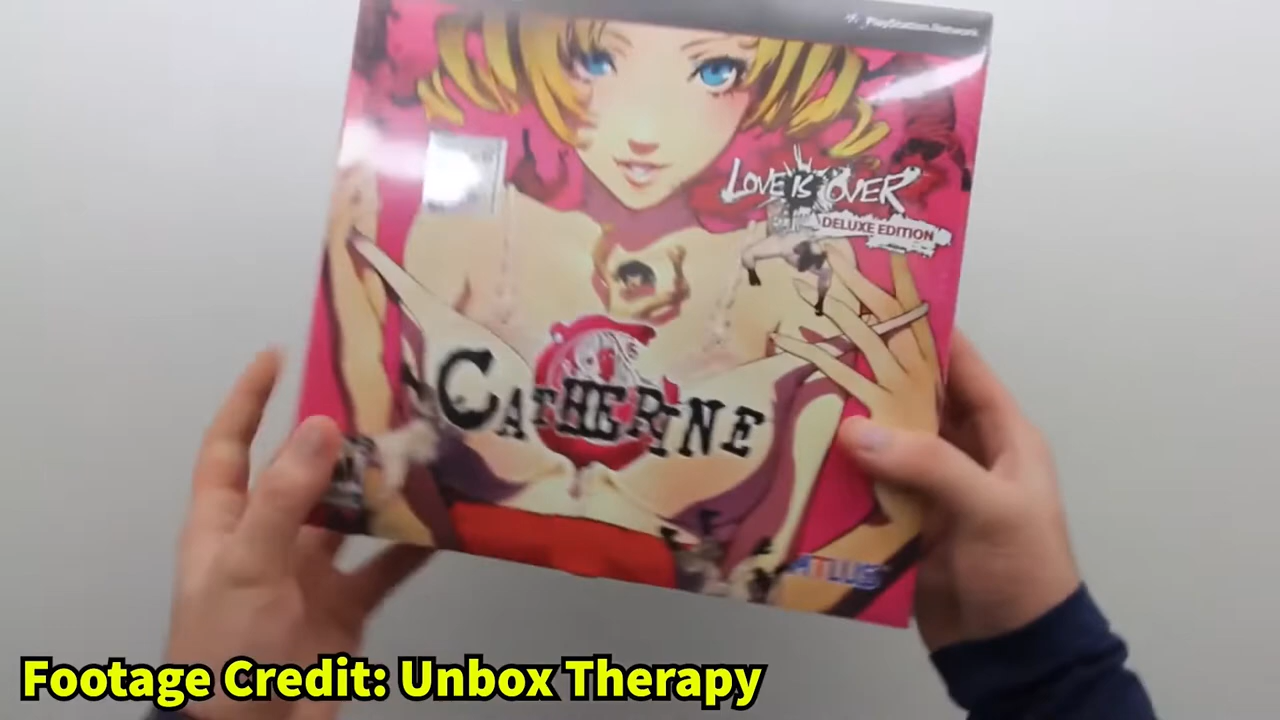 PlayStation Network
LOVE IS OVER
DELUXE EDITION
CATHERINE
ATLUS
Footage Credit: Unbox Therapy